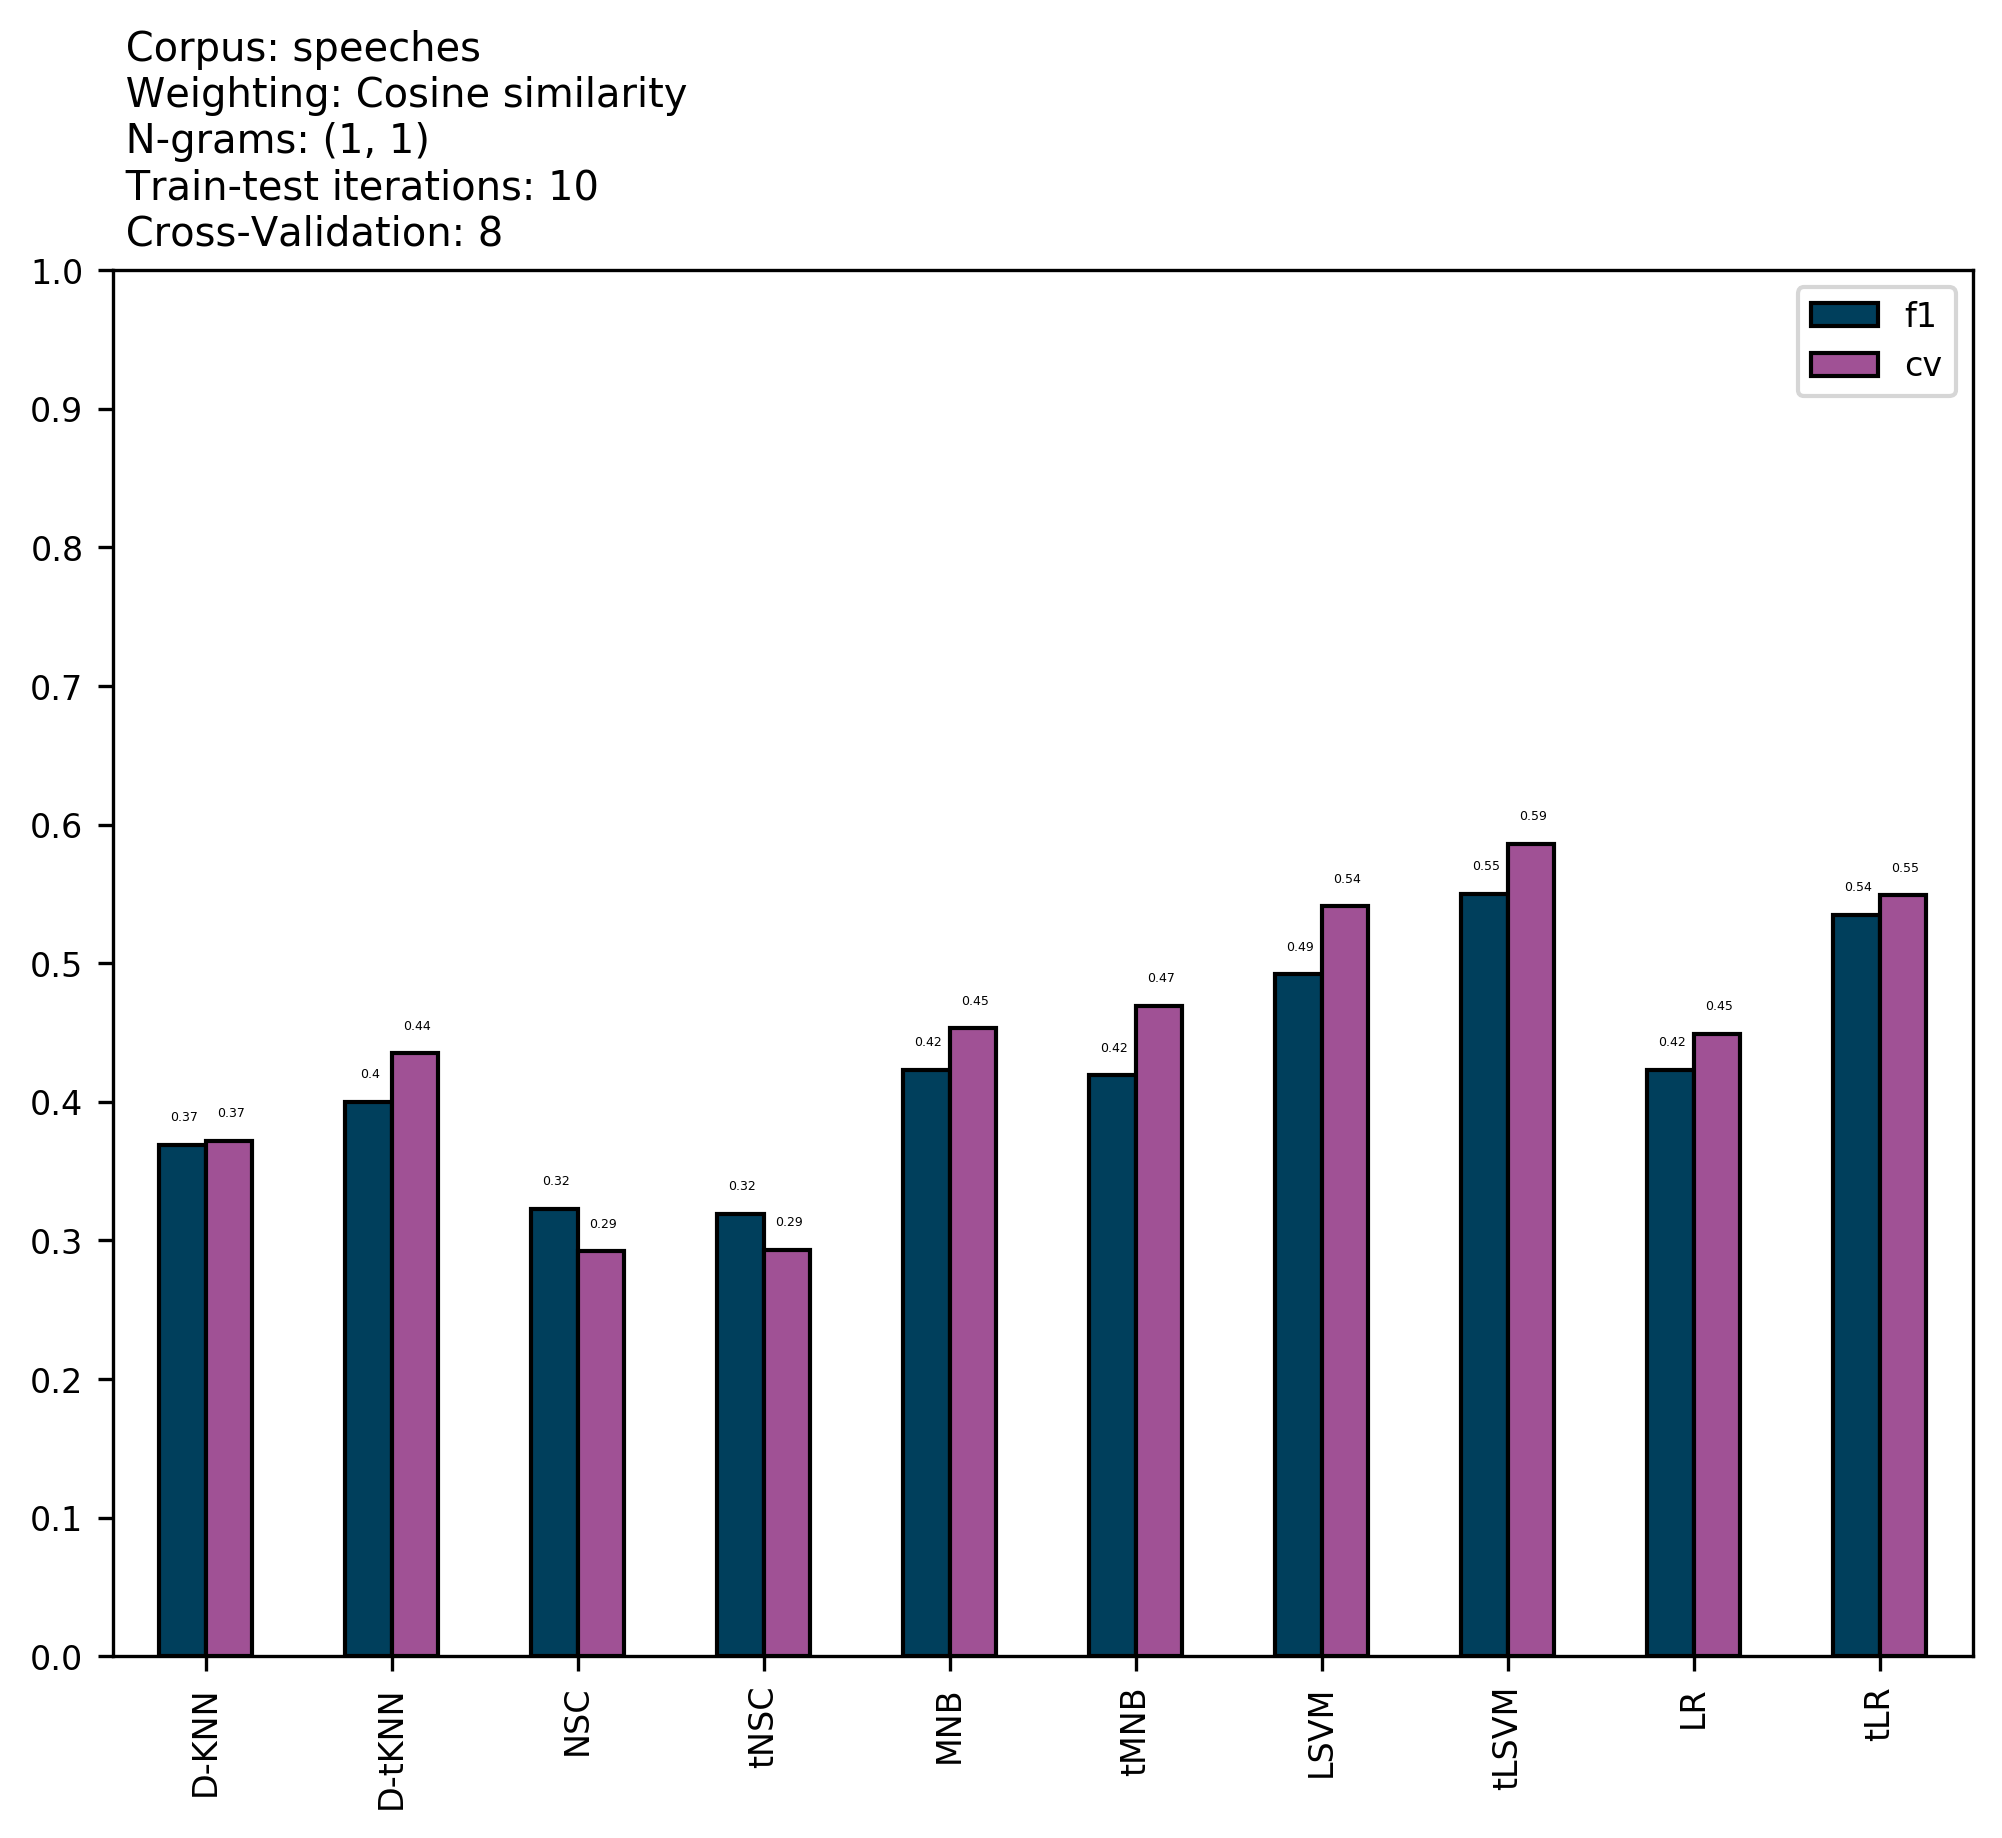 Corpus: speeches
Weighting: Cosine similarity
N-grams: (1, 1)
Train-test iterations: 10
Cross-Validation: 8
1.0
0.9
0.8
0.7
0.6
0.5
0.4
0.3
0.2
0.1
0.0
f1
cv
0.37
0.37
0.4
0.44
0.32
0.29
0.32
0.29
0.42
0.45
0.42
0.47
0.49
0.54
0.55
0.59
0.42
0.45
0.54
0.55
D-KNN
D-tKNN
NSC
tNSC
MNB
tMNB
LSVM
tLSVM
LR
tLR